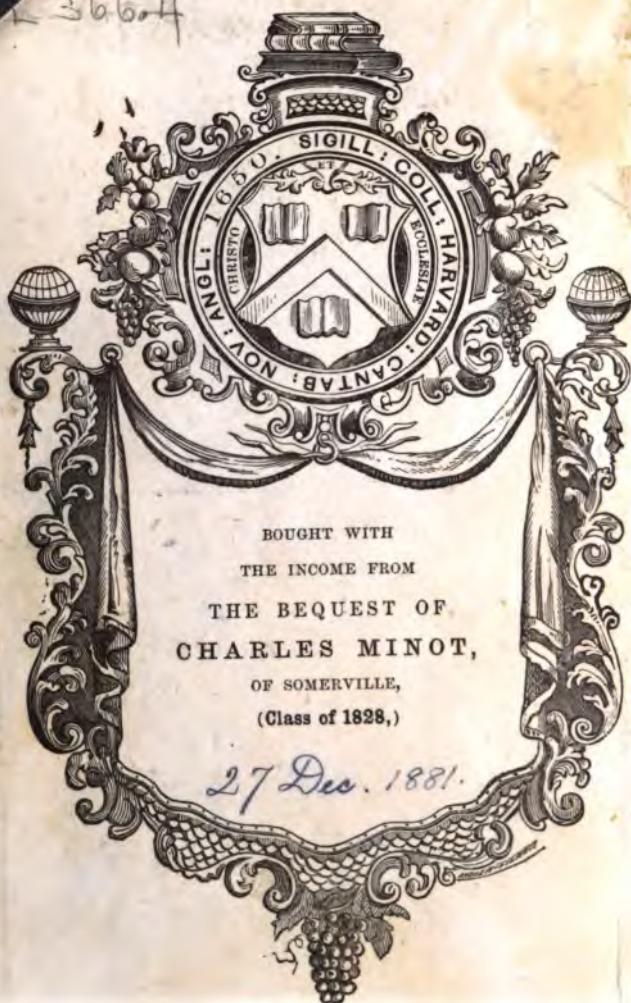 SIGILL: COLL: HARVARD: CANTAB: NOV: ANGL: 1650.
ET
CHRISTO
ECCLESIAE
BOUGHT WITH
THE INCOME FROM
THE BEQUEST OF
CHARLES MINOT,
OF SOMERVILLE,
(Class of 1828,)
27 Dec. 1881.